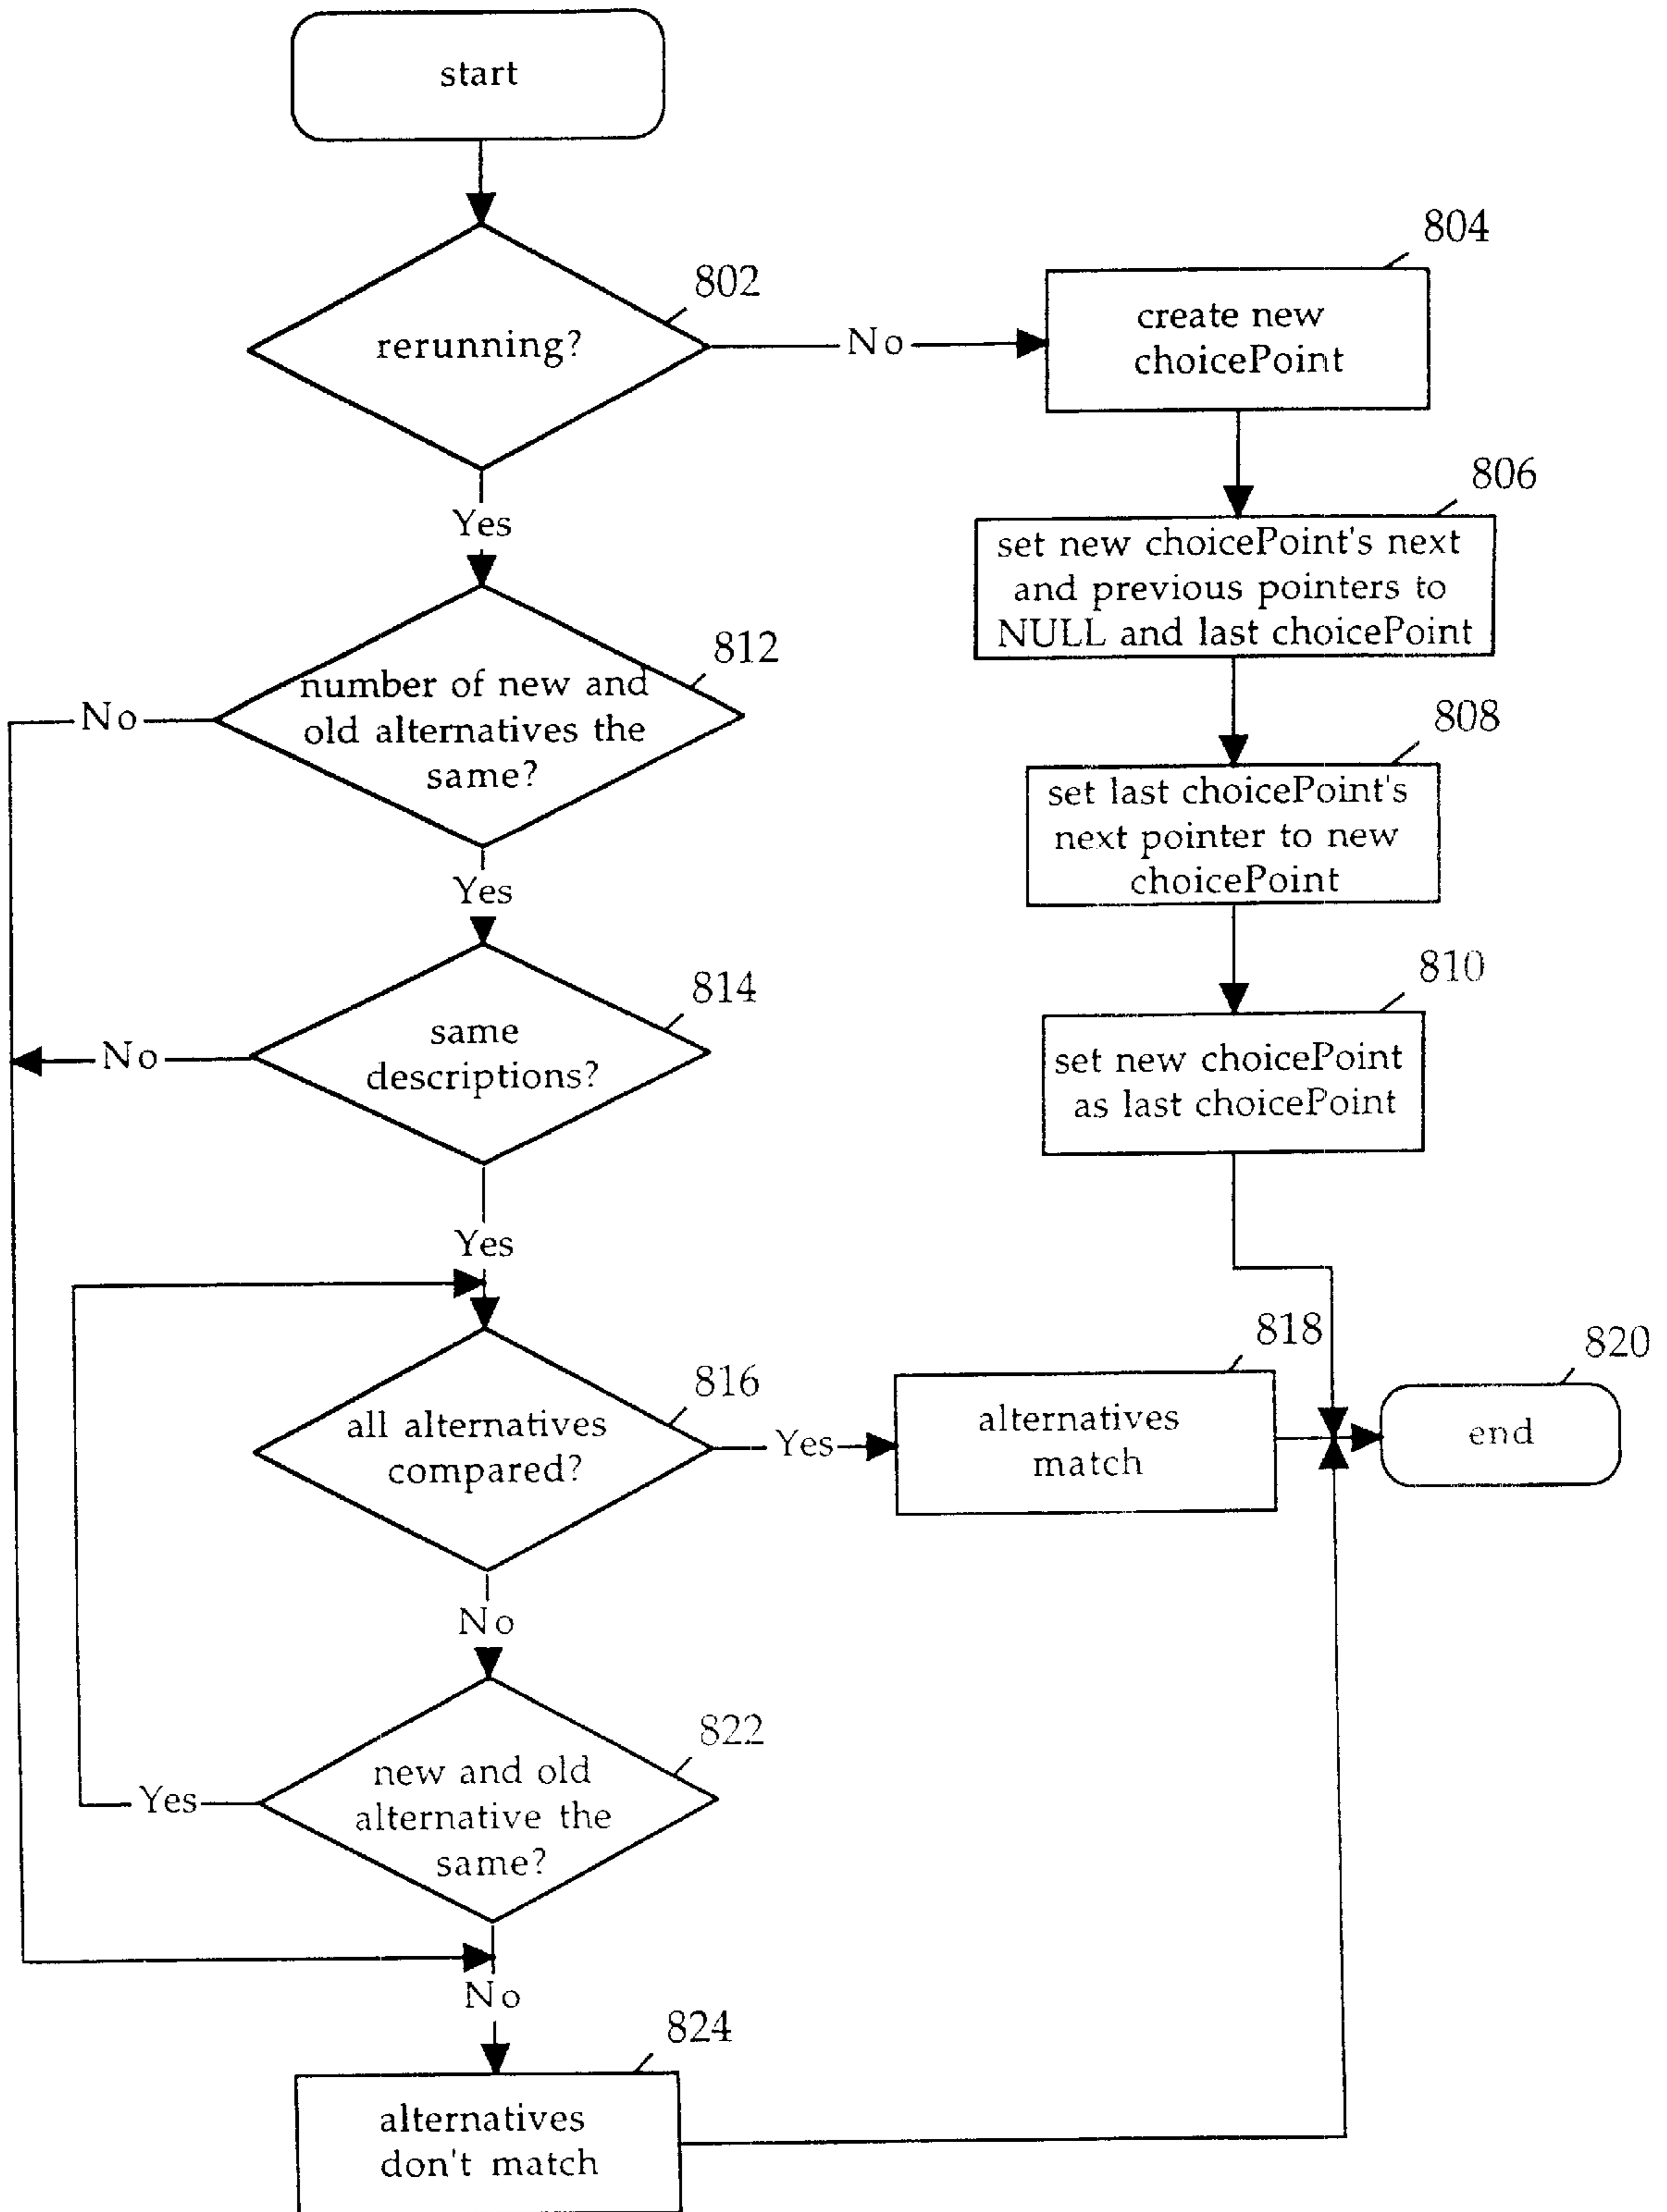 start
802
rerunning?
No
804
create new
choicePoint
Yes
806
set new choicePoint's next
and previous pointers to
NULL and last choicePoint
812
number of new and
old alternatives the
same?
No
808
set last choicePoint's
next pointer to new
choicePoint
Yes
814
same
descriptions?
No
810
set new choicePoint
as last choicePoint
Yes
816
all alternatives
compared?
Yes
818
alternatives
match
820
end
No
822
new and old
alternative the
same?
Yes
No
824
alternatives
don't match